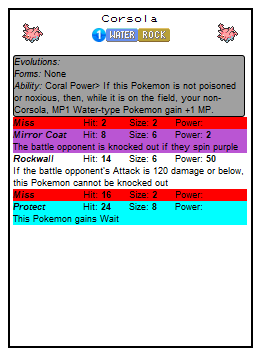 Corsola
1 WATER ROCK
Evolutions:
Forms: None
Ability: Coral Power> If this Pokemon is not poisoned
or noxious, then, while it is on the field, your non-
Corsola, MP1 Water-type Pokemon gain +1 MP.
Miss Hit: 2 Size: 2 Power:
Mirror Coat Hit: 8 Size: 6 Power: 2
The battle opponent is knocked out if they spin purple
Rockwall Hit: 14 Size: 6 Power: 50
If the battle opponent's Attack is 120 damage or below,
this Pokemon cannot be knocked out
Miss Hit: 16 Size: 2 Power:
Protect Hit: 24 Size: 8 Power:
This Pokemon gains Wait